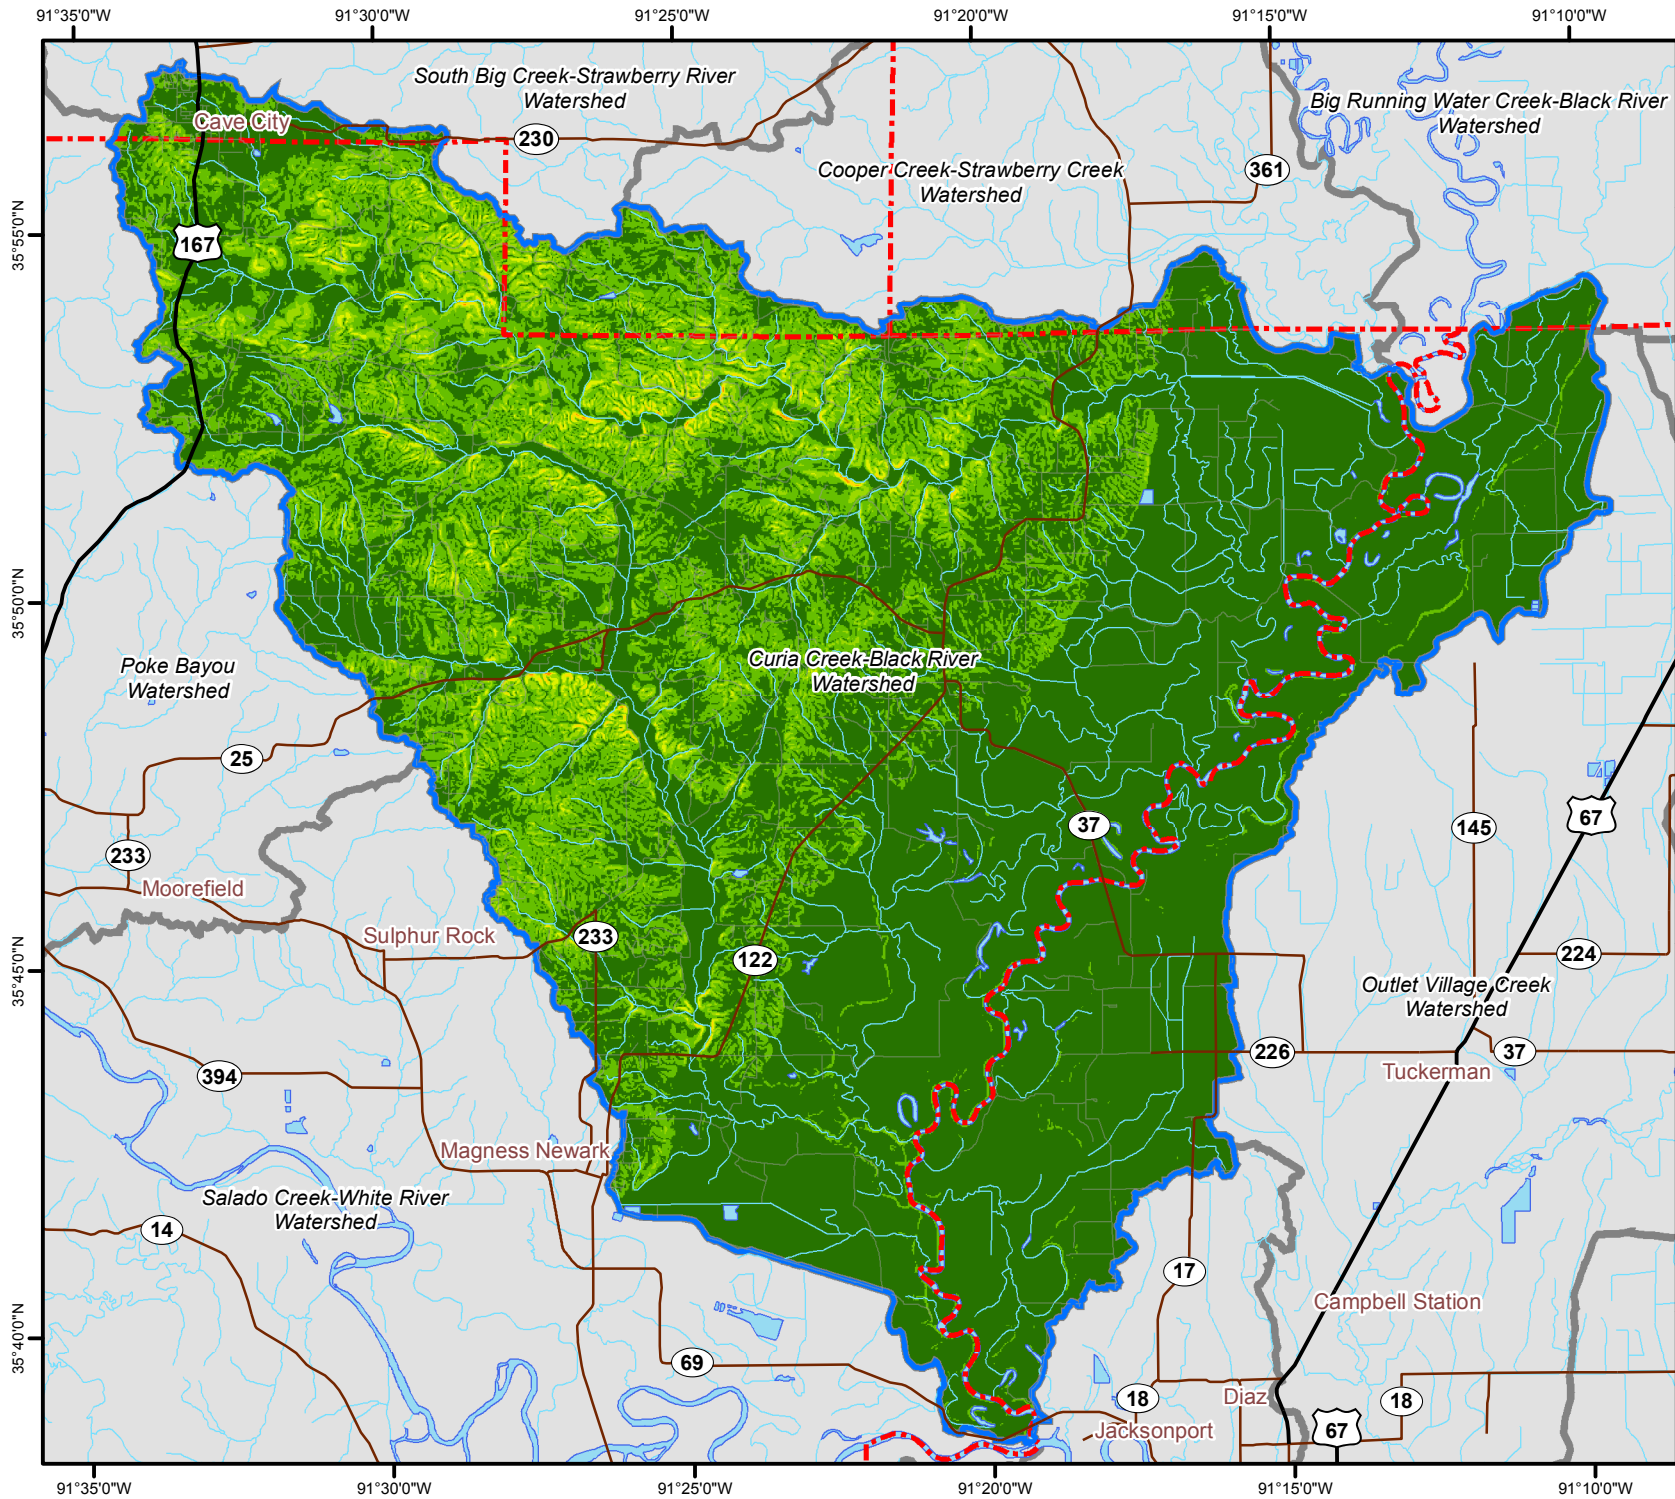 91°35'0"W 91°30'0"W 91°25'0"W 91°20'0"W 91°15'0"W 91°10'0"W
South Big Creek-Strawberry River
Watershed
Big Running Water Creek-Black River
Watershed
Cave City
230
Cooper Creek-Strawberry Creek
Watershed
361
35°55'0"N
167
35°50'0"N
Poke Bayou
Watershed
Curia Creek-Black River
Watershed
25
67
37
145
233
Moorefield
Sulphur Rock
233
122
224
35°45'0"N
Outlet Village Creek
Watershed
226
37
Tuckerman
394
Magness Newark
Salado Creek-White River
Watershed
14
17
Campbell Station
35°40'0"N
69
18
Diaz
18
Jacksonport
67
91°35'0"W 91°30'0"W 91°25'0"W 91°20'0"W 91°15'0"W 91°10'0"W